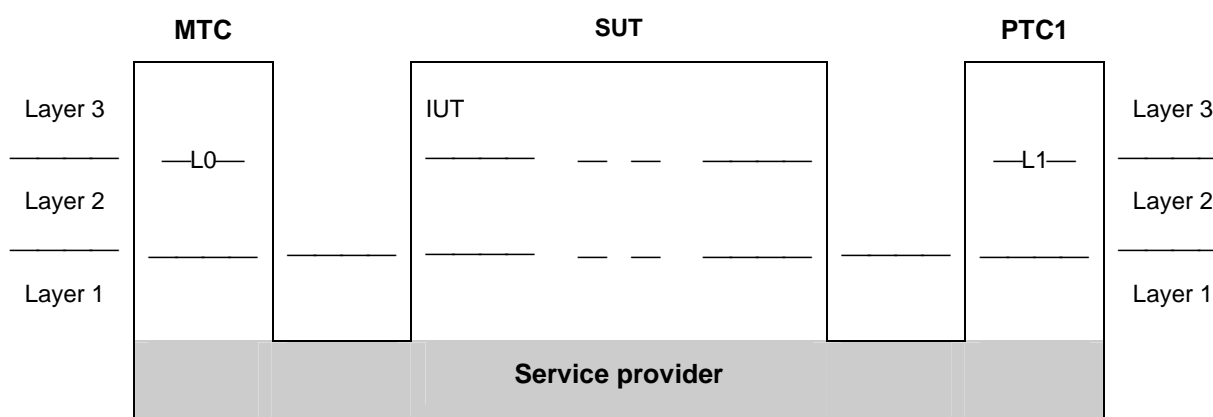 MTC SUT PTC1
Layer 3 IUT Layer 3
L0 L1
Layer 2 Layer 2
Layer 1 Layer 1
Service provider